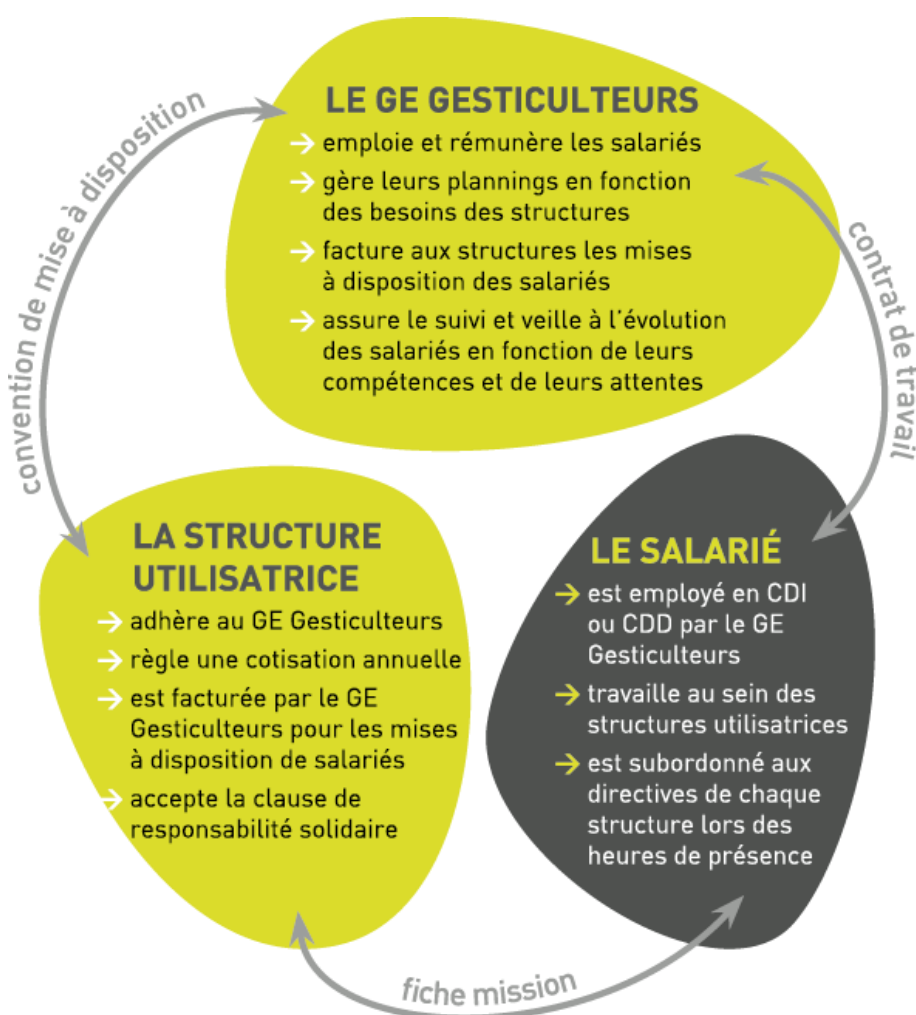 LE GE GESTICULTEURS
→ emploie et rémunère les salariés
→ gère leurs plannings en fonction
des besoins des structures
→ facture aux structures les mises
à disposition des salariés
→ assure le suivi et veille à l'évolution
des salariés en fonction de leurs
compétences et de leurs attentes
convention de mise à disposition
contrat de travail
LA STRUCTURE
UTILISATRICE
→ adhère au GE Gesticulteurs
→ règle une cotisation annuelle
→ est facturée par le GE
Gesticulteurs pour les mises
à disposition de salariés
→ accepte la clause de
responsabilité solidaire
LE SALARIÉ
→ est employé en CDI
ou CDD par le GE
Gesticulteurs
→ travaille au sein des
structures utilisatrices
→ est subordonné aux
directives de chaque
structure lors des
heures de présence
fiche mission